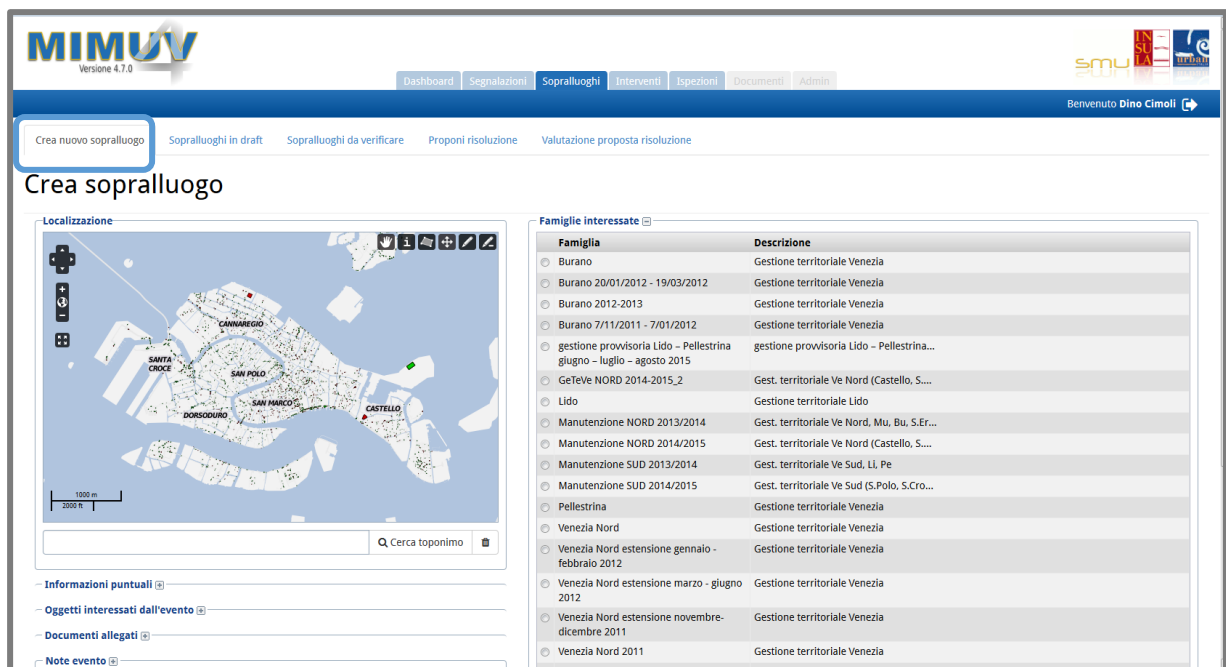 MIMUV
Versione 4.7.0
smu
IN
SU
LA
urban
Dashboard Segnalazioni Sopralluoghi Interventi Ispezioni Documenti Admin
Benvenuto Dino Cimoli
Crea nuovo sopralluogo Sopralluoghi in draft Sopralluoghi da verificare Proponi risoluzione Valutazione proposta risoluzione
Crea sopralluogo
Localizzazione
CANNAREGIO
SANTA
CROCE
SAN POLO
SAN MARCO
CASTELLO
DORSODURO
1000 m
2000 ft
Cerca toponimo
Informazioni puntuali
Oggetti interessati dall'evento
Documenti allegati
Note evento
Famiglie interessate
Famiglia Descrizione
Burano Gestione territoriale Venezia
Burano 20/01/2012 - 19/03/2012 Gestione territoriale Venezia
Burano 2012-2013 Gestione territoriale Venezia
Burano 7/11/2011 - 7/01/2012 Gestione territoriale Venezia
gestione provvisoria Lido – Pellestrina gestione provvisoria Lido – Pellestrina...
giugno – luglio – agosto 2015
GeTeVe NORD 2014-2015_2 Gest. territoriale Ve Nord (Castello, S....
Lido Gestione territoriale Lido
Manutenzione NORD 2013/2014 Gest. territoriale Ve Nord, Mu, Bu, S.Er...
Manutenzione NORD 2014/2015 Gest. territoriale Ve Nord (Castello, S....
Manutenzione SUD 2013/2014 Gest. territoriale Ve Sud, Li, Pe
Manutenzione SUD 2014/2015 Gest. territoriale Ve Sud (S.Polo, S.Cro...
Pellestrina Gestione territoriale Venezia
Venezia Nord Gestione territoriale Venezia
Venezia Nord estensione gennaio - Gestione territoriale Venezia
febbraio 2012
Venezia Nord estensione marzo - giugno Gestione territoriale Venezia
2012
Venezia Nord estensione novembre- Gestione territoriale Venezia
dicembre 2011
Venezia Nord 2011 Gestione territoriale Venezia